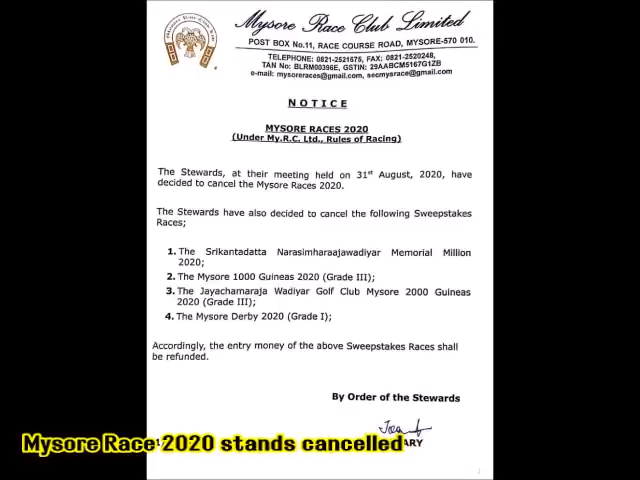 Mysore Race Club Limited
POST BOX No.11, RACE COURSE ROAD, MYSORE-570 010.
TELEPHONE: 0821-2521675, FAX: 0821-2520248,
TAN No: BLRM00396E, GSTIN: 29AABCM5167G1ZB
e-mail: mysoreraces@gmail.com, secmysrace@gmail.com
NOTICE
MYSORE RACES 2020
(Under My.R.C. Ltd., Rules of Racing)
The Stewards, at their meeting held on 31st August, 2020, have
decided to cancel the Mysore Races 2020.
The Stewards have also decided to cancel the following Sweepstakes
Races;
1. The Srikantadatta Narasimharaajawadiyar Memorial Million
2020;
2. The Mysore 1000 Guineas 2020 (Grade III);
3. The Jayachamaraja Wadiyar Golf Club Mysore 2000 Guineas
2020 (Grade III);
4. The Mysore Derby 2020 (Grade I);
Accordingly, the entry money of the above Sweepstakes Races shall
be refunded.
By Order of the Stewards
Mysore Race 2020 stands cancelled